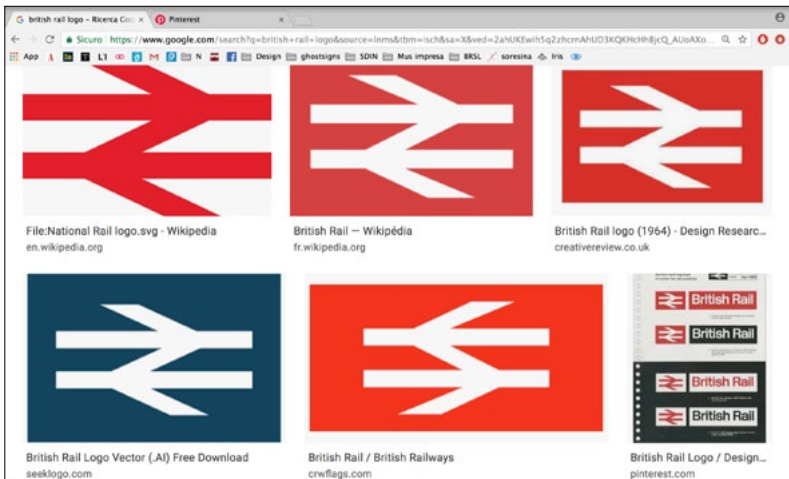 british rail logo – Ricerca Goo
Pinterest
Sicuro
https://www.google.com/search?q=british+rail+logo&source=lnms&tbm=isch&sa=X&ved=
App
L1
N
Design
ghostsigns
SDIN
Mus impresa
BRSL
soresina
Iris
File:National Rail logo.svg - Wikipedia
en.wikipedia.org
British Rail — Wikipédia
fr.wikipedia.org
British Rail logo (1964) - Design Researc...
creativereview.co.uk
British Rail
British Rail
British Rail
British Rail
British Rail Logo Vector (.AI) Free Download
seeklogo.com
British Rail / British Railways
crwflags.com
British Rail Logo / Design...
pinterest.com